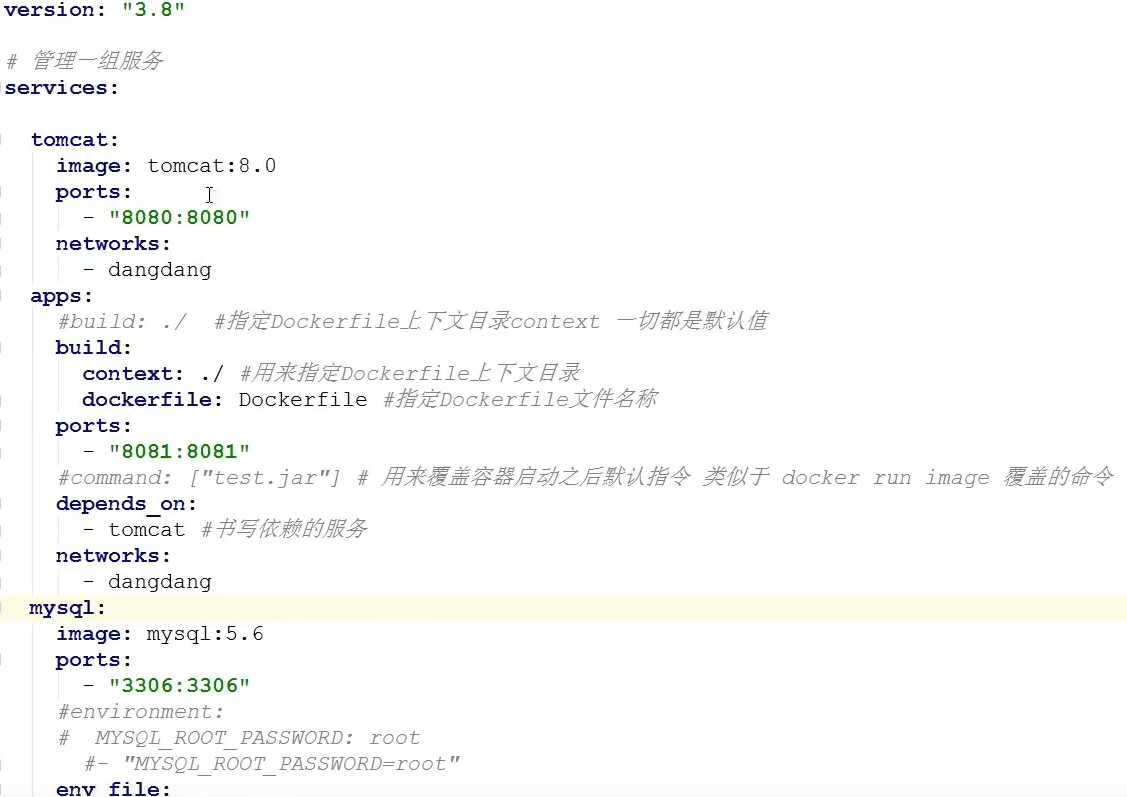 version: "3.8"
# 管理一组服务
services:
tomcat:
image: tomcat:8.0
ports:
- "8080:8080"
networks:
- dangdang
apps:
#build: ./  #指定Dockerfile上下文目录context 一切都是默认值
build:
context: ./ #用来指定Dockerfile上下文目录
dockerfile: Dockerfile #指定Dockerfile文件名称
ports:
- "8081:8081"
#command: ["test.jar"] # 用来覆盖容器启动之后默认指令 类似于 docker run image 覆盖的命令
depends_on:
- tomcat #书写依赖的服务
networks:
- dangdang
mysql:
image: mysql:5.6
ports:
- "3306:3306"
#environment:
#  MYSQL_ROOT_PASSWORD: root
#- "MYSQL_ROOT_PASSWORD=root"
env_file: